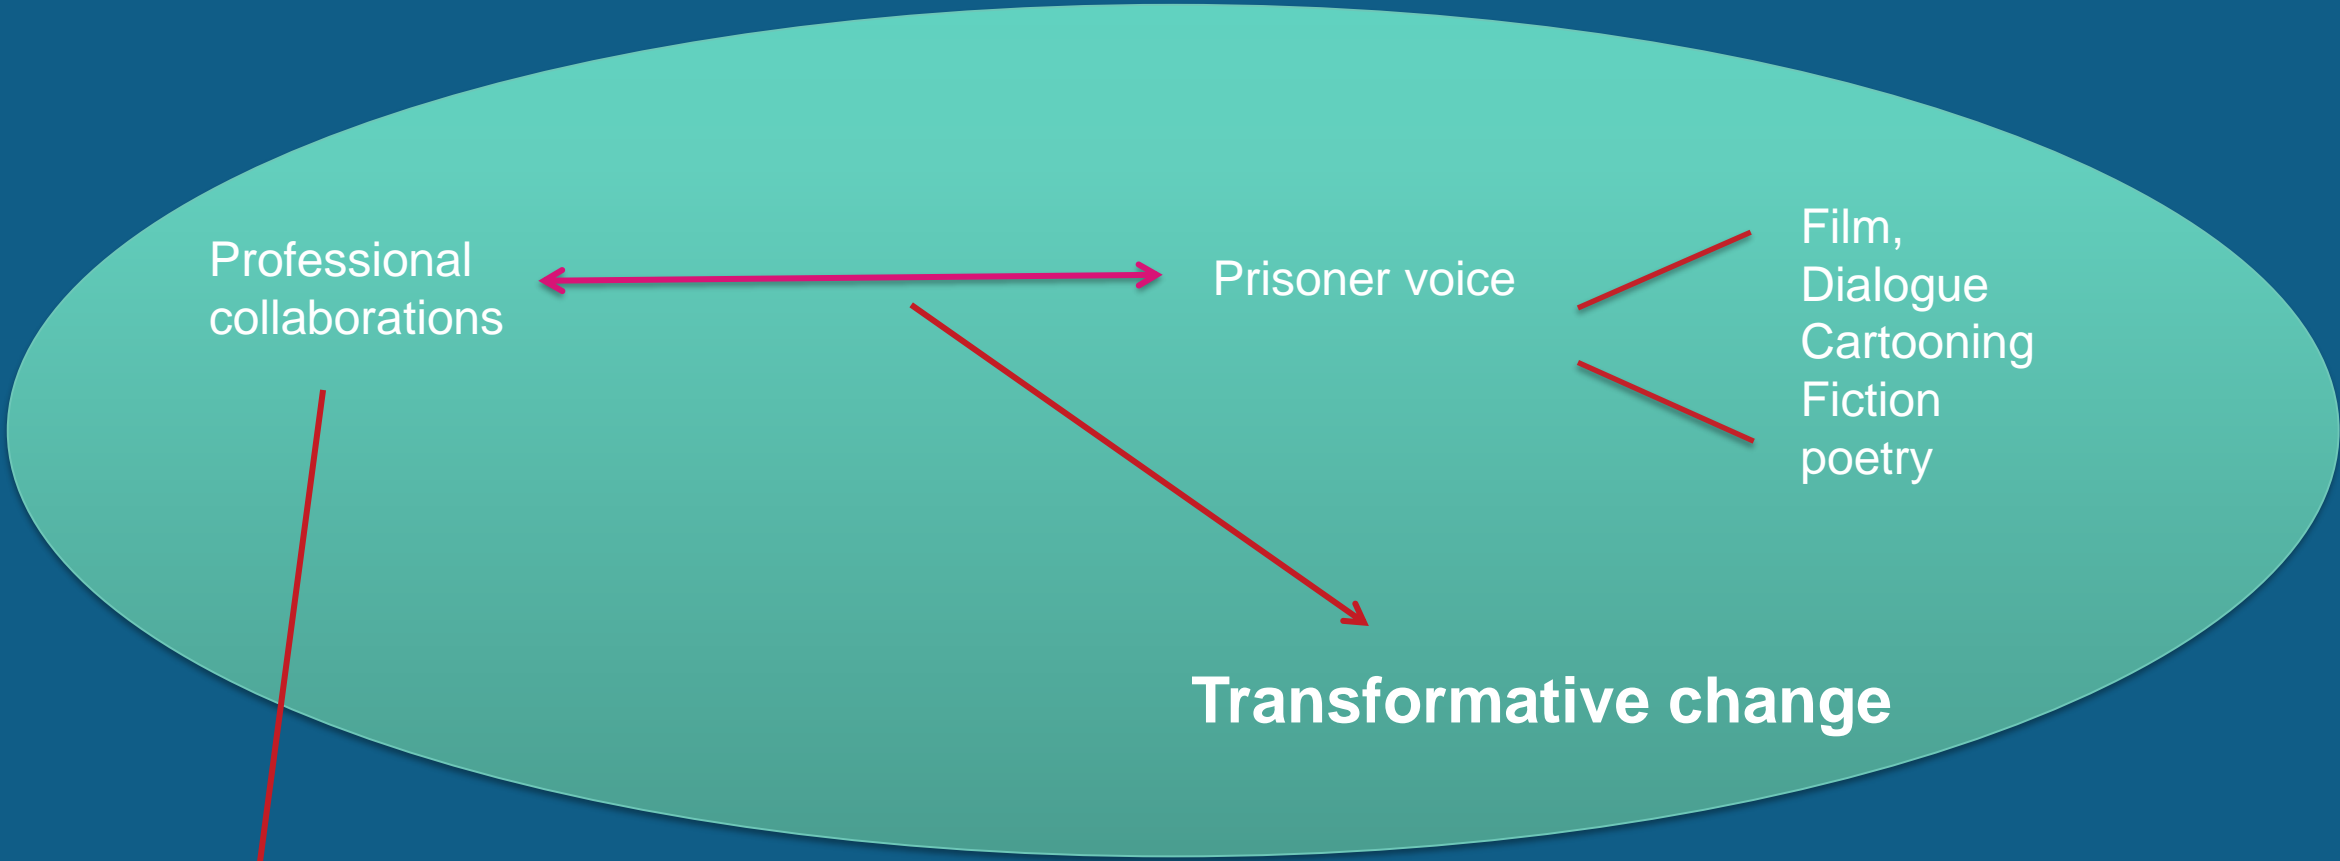 Professional
collaborations
Prisoner voice
Film,
Dialogue
Cartooning
Fiction
poetry
Transformative change